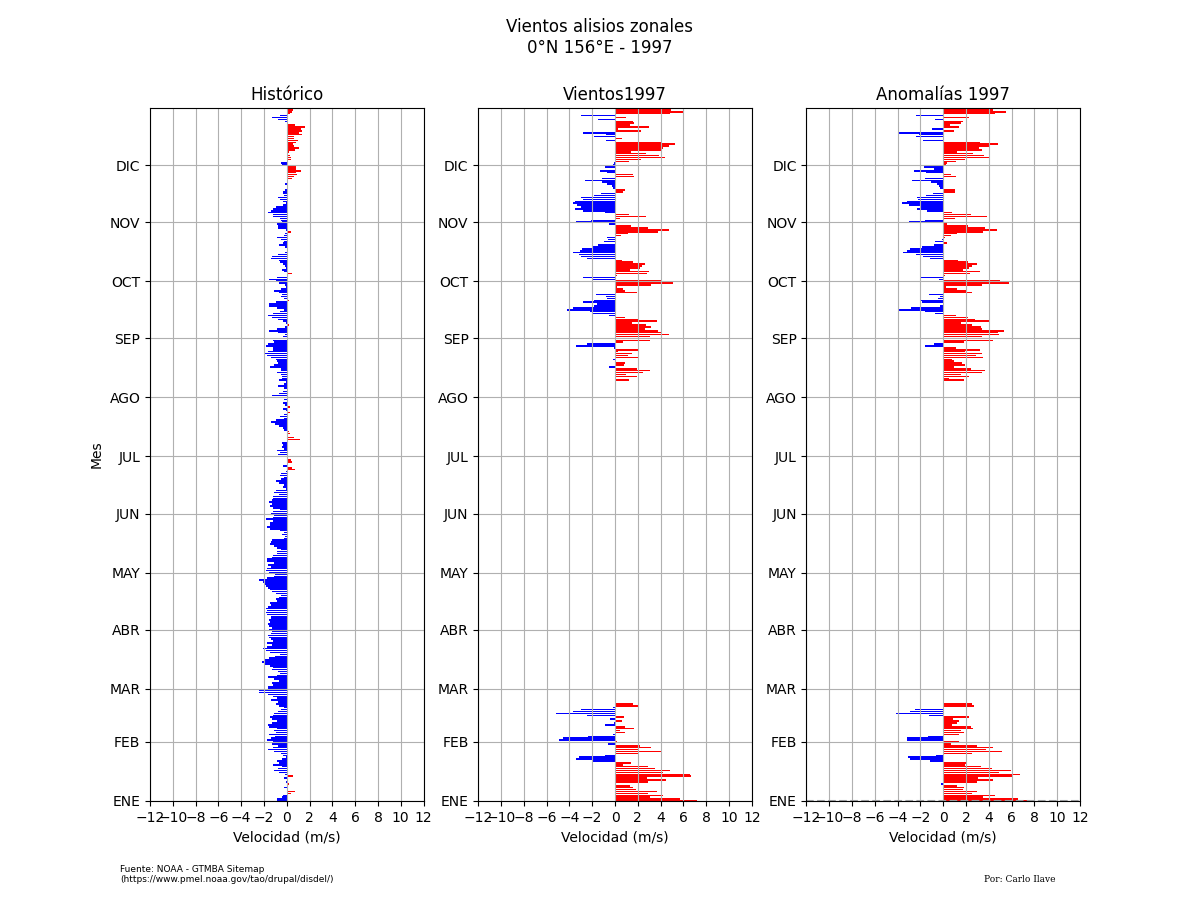 Vientos alisios zonales
0°N 156°E - 1997
Histórico
Vientos1997
Anomalías 1997
Mes
DIC
NOV
OCT
SEP
AGO
JUL
JUN
MAY
ABR
MAR
FEB
ENE
−12 −10 −8 −6 −4 −2 0 2 4 6 8 10 12
Velocidad (m/s)
DIC
NOV
OCT
SEP
AGO
JUL
JUN
MAY
ABR
MAR
FEB
ENE
−12 −10 −8 −6 −4 −2 0 2 4 6 8 10 12
Velocidad (m/s)
DIC
NOV
OCT
SEP
AGO
JUL
JUN
MAY
ABR
MAR
FEB
ENE
−12 −10 −8 −6 −4 −2 0 2 4 6 8 10 12
Velocidad (m/s)
Fuente: NOAA - GTMBA Sitemap
(https://www.pmel.noaa.gov/tao/drupal/disdel/)
Por: Carlo Ilave